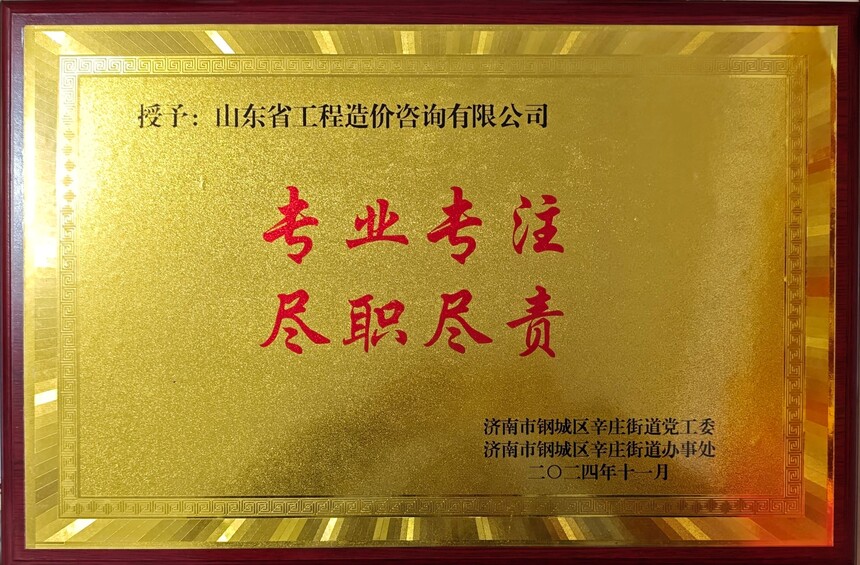 授予：山东省工程造价咨询有限公司
专业专注
尽职尽责
济南市钢城区辛庄街道党工委
济南市钢城区辛庄街道办事处
二〇二四年十一月